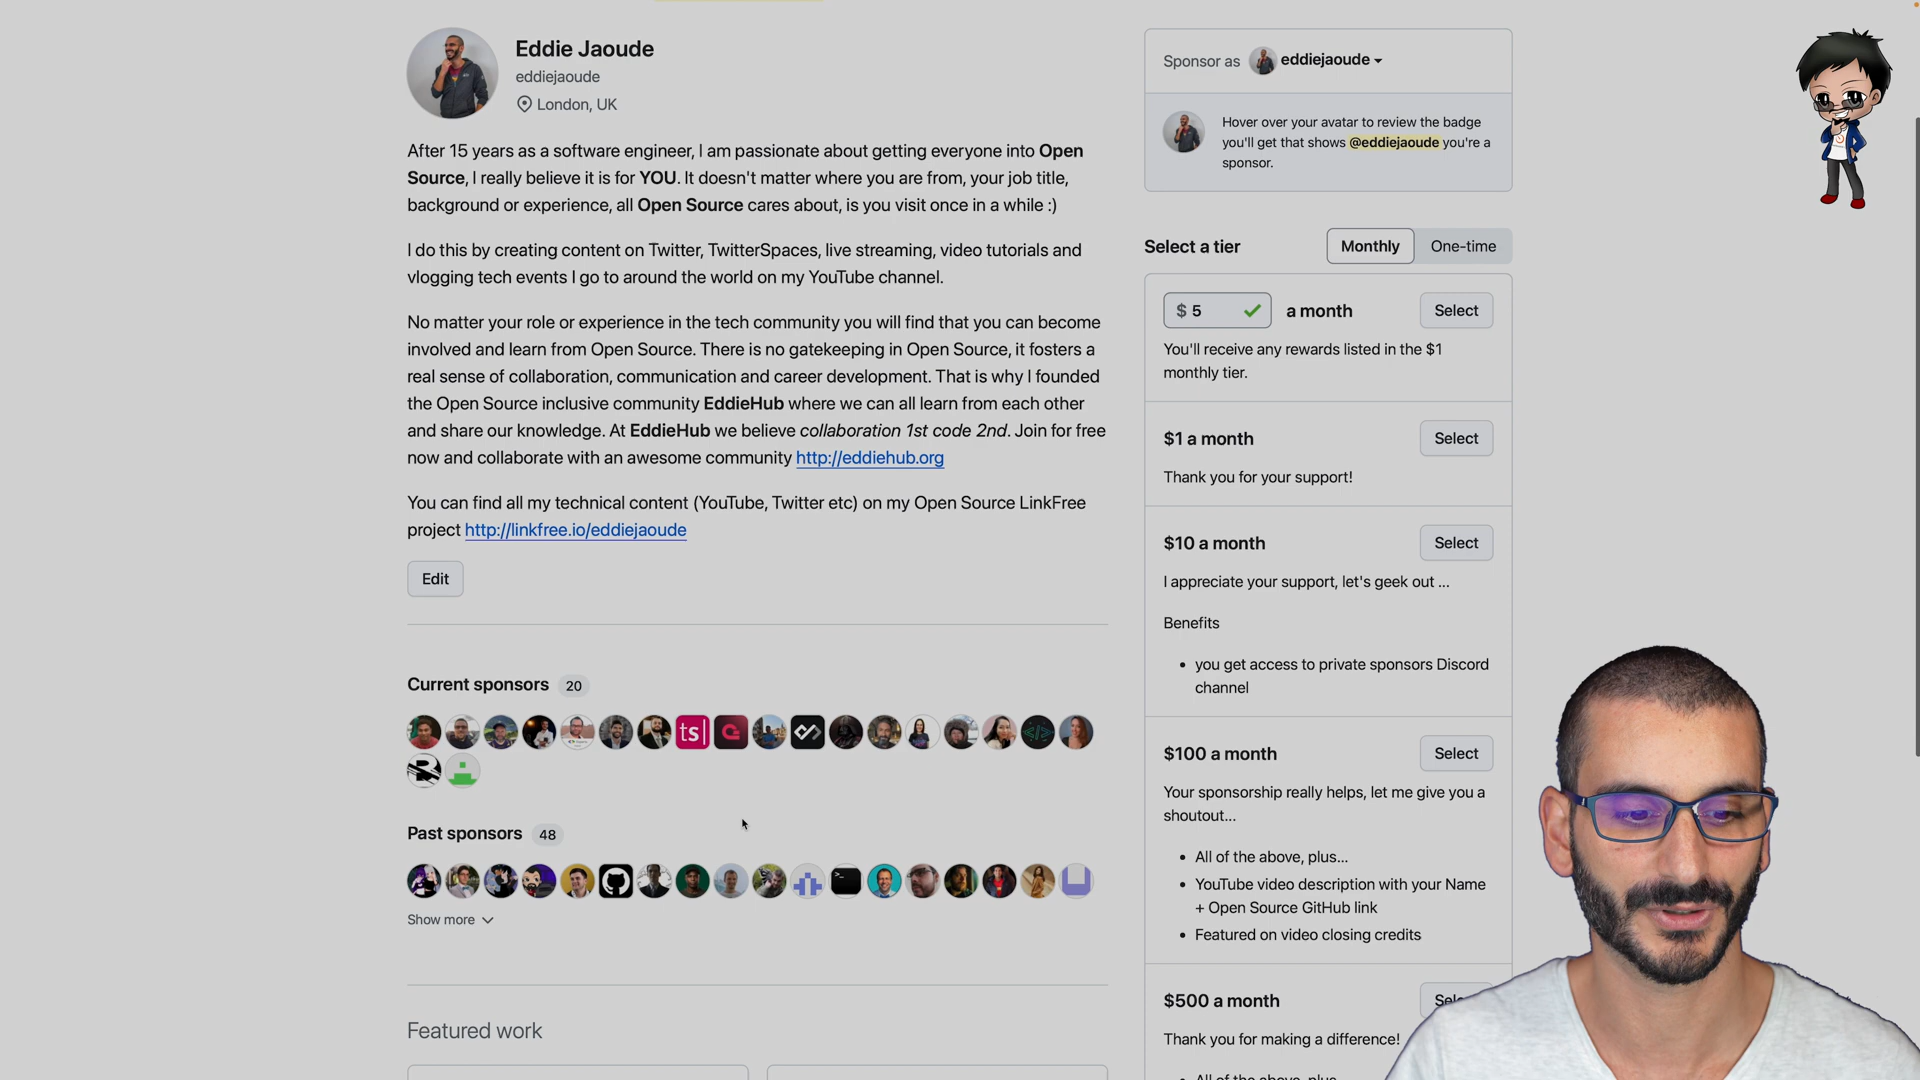 Eddie Jaoude
eddiejaoude
London, UK
After 15 years as a software engineer, I am passionate about getting everyone into Open
Source, I really believe it is for YOU. It doesn't matter where you are from, your job title,
background or experience, all Open Source cares about, is you visit once in a while :)
I do this by creating content on Twitter, TwitterSpaces, live streaming, video tutorials and
vlogging tech events I go to around the world on my YouTube channel.
No matter your role or experience in the tech community you will find that you can become
involved and learn from Open Source. There is no gatekeeping in Open Source, it fosters a
real sense of collaboration, communication and career development. That is why I founded
the Open Source inclusive community EddieHub where we can all learn from each other
and share our knowledge. At EddieHub we believe collaboration 1st code 2nd. Join for free
now and collaborate with an awesome community http://eddiehub.org
You can find all my technical content (YouTube, Twitter etc) on my Open Source LinkFree
project http://linkfree.io/eddiejaoude
Edit
Current sponsors 20
ts|
Past sponsors 48
Show more
Featured work
Sponsor as eddiejaoude
Hover over your avatar to review the badge
you'll get that shows @eddiejaoude you're a
sponsor.
Select a tier Monthly One-time
$ 5 a month Select
You'll receive any rewards listed in the $1
monthly tier.
$1 a month Select
Thank you for your support!
$10 a month Select
I appreciate your support, let's geek out ...
Benefits
• you get access to private sponsors Discord
channel
$100 a month Select
Your sponsorship really helps, let me give you a
shoutout...
• All of the above, plus...
• YouTube video description with your Name
+ Open Source GitHub link
• Featured on video closing credits
$500 a month
Thank you for making a difference!